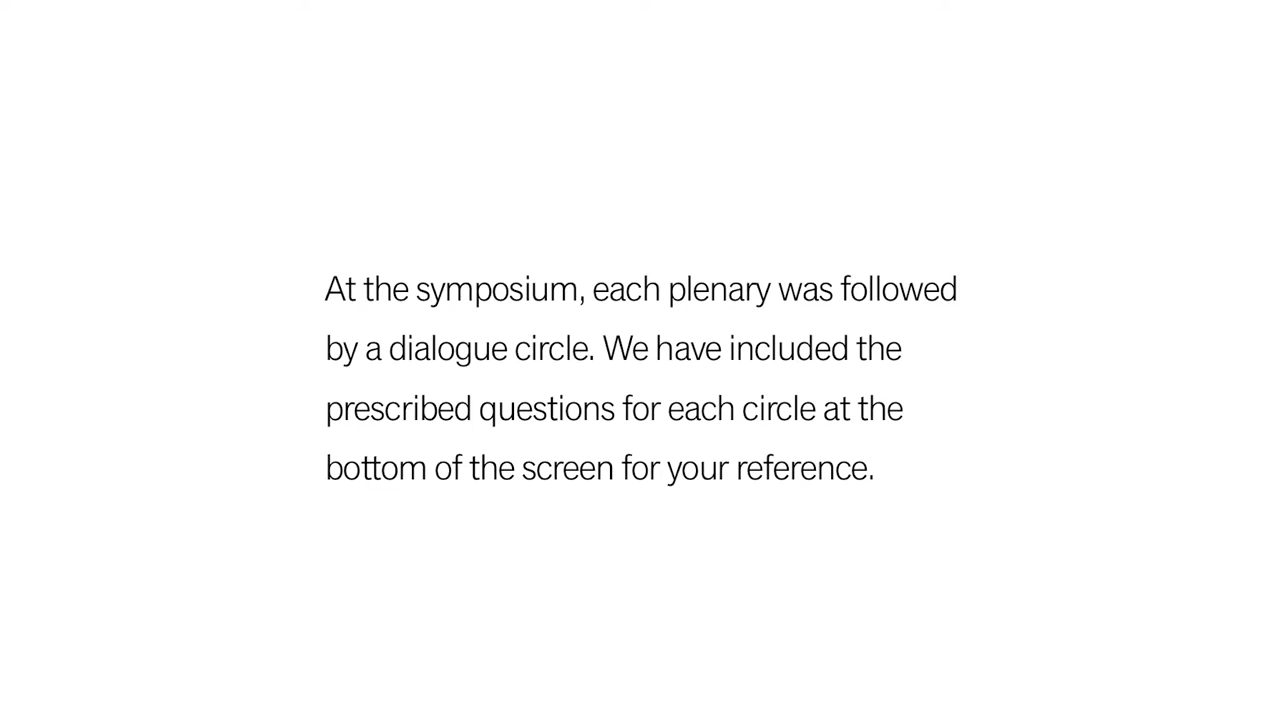 At the symposium, each plenary was followed
by a dialogue circle. We have included the
prescribed questions for each circle at the
bottom of the screen for your reference.